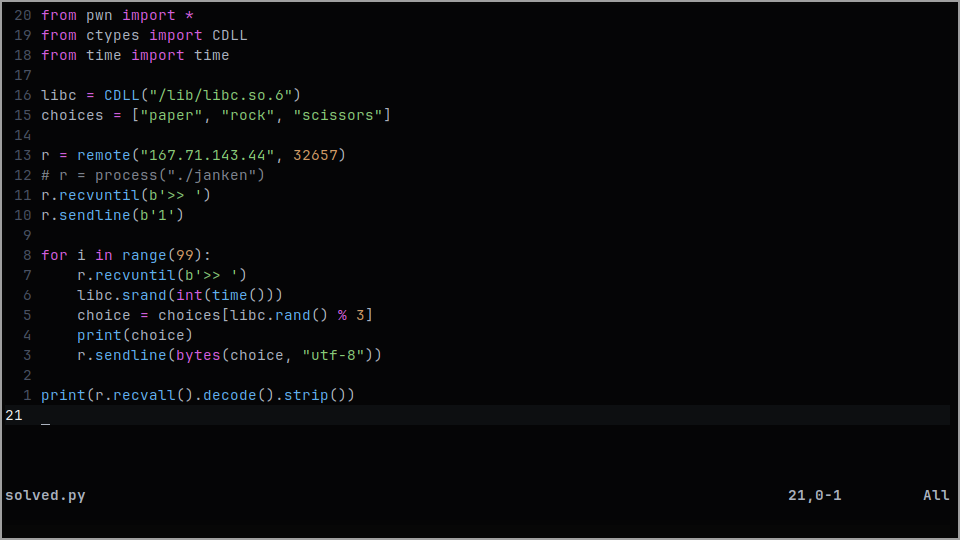 20 from pwn import *
19 from ctypes import CDLL
18 from time import time
17
16 libc = CDLL("/lib/libc.so.6")
15 choices = ["paper", "rock", "scissors"]
14
13 r = remote("167.71.143.44", 32657)
12 # r = process("./janken")
11 r.recvuntil(b'>> ')
10 r.sendline(b'1')
9
8 for i in range(99):
7     r.recvuntil(b'>> ')
6     libc.srand(int(time()))
5     choice = choices[libc.rand() % 3]
4     print(choice)
3     r.sendline(bytes(choice, "utf-8"))
2
1 print(r.recvall().decode().strip())
21
solved.py 21,0-1 All